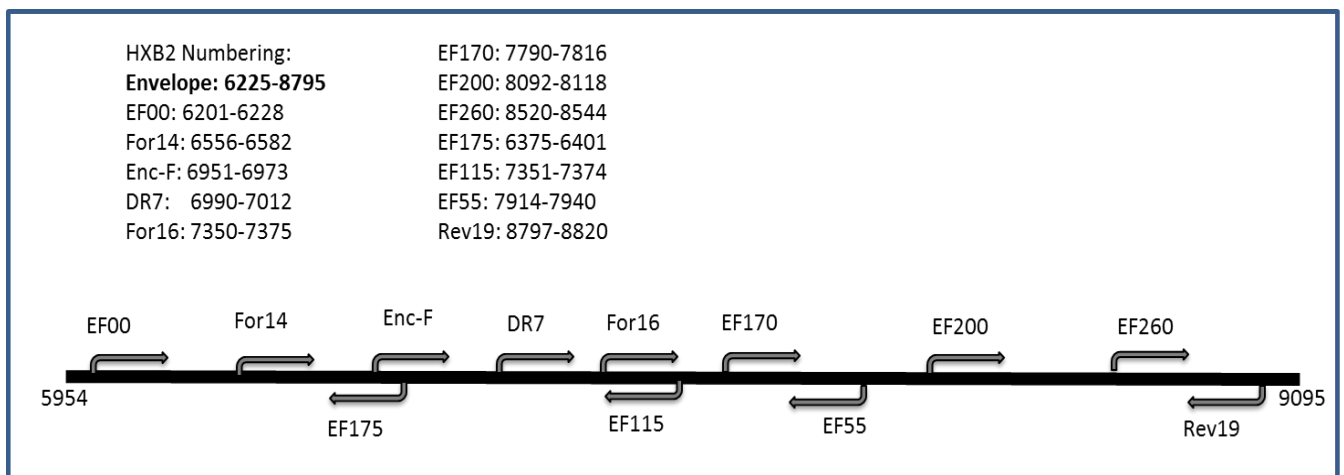 HXB2 Numbering:
Envelope: 6225-8795
EF00: 6201-6228
For14: 6556-6582
Enc-F: 6951-6973
DR7: 6990-7012
For16: 7350-7375
EF170: 7790-7816
EF200: 8092-8118
EF260: 8520-8544
EF175: 6375-6401
EF115: 7351-7374
EF55: 7914-7940
Rev19: 8797-8820
EF00 For14 Enc-F DR7 For16 EF170 EF200 EF260
5954 9095
EF175 EF115 EF55 Rev19